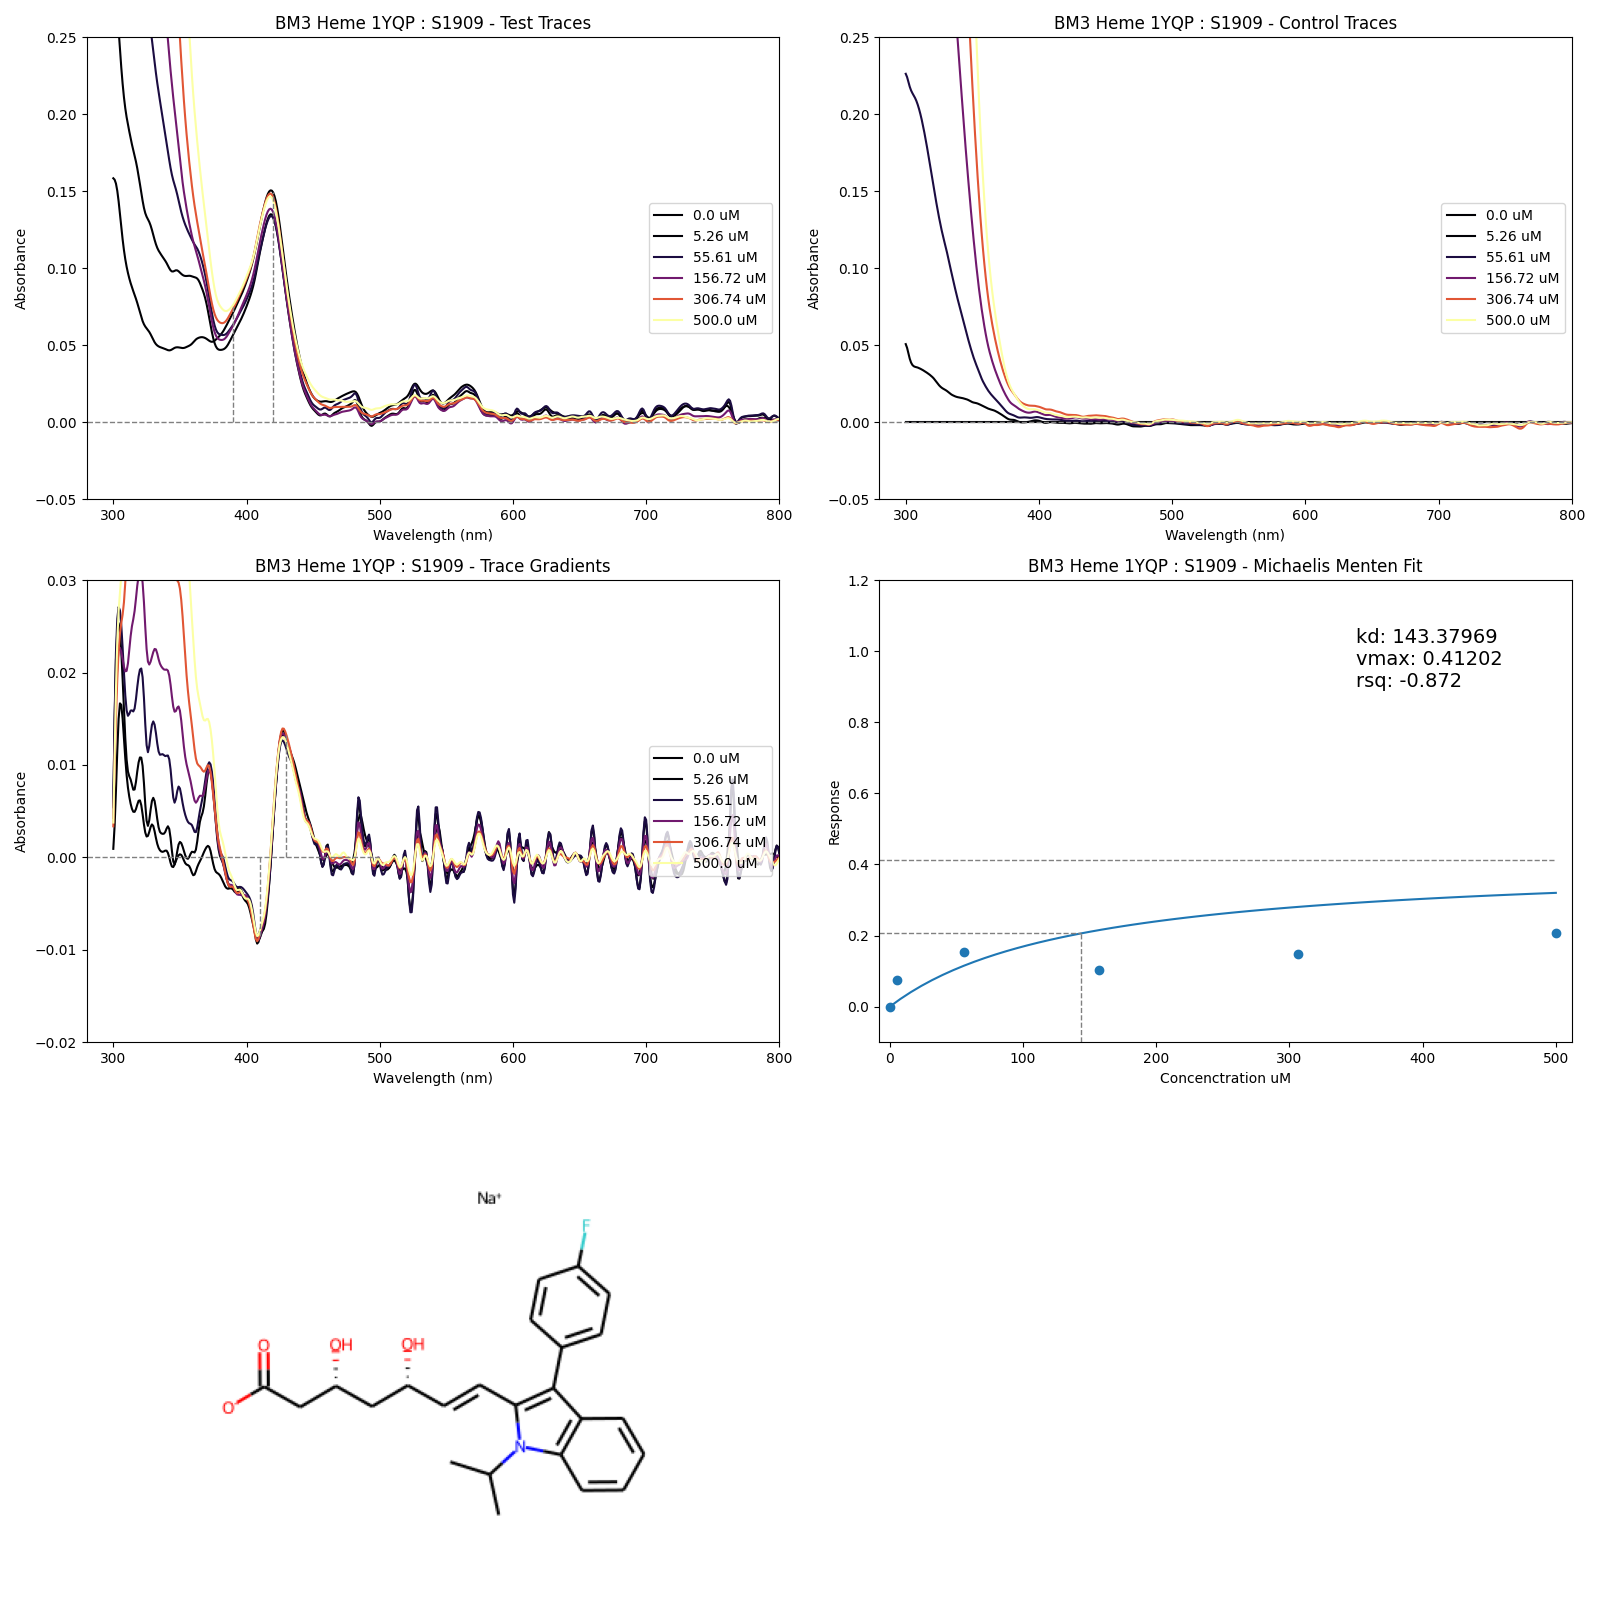 BM3 Heme 1YQP : S1909 - Test Traces
0.25
0.20
0.15
0.10
0.05
0.00
−0.05
Absorbance
300 400 500 600 700 800
Wavelength (nm)
0.0 uM
5.26 uM
55.61 uM
156.72 uM
306.74 uM
500.0 uM
BM3 Heme 1YQP : S1909 - Control Traces
0.25
0.20
0.15
0.10
0.05
0.00
−0.05
Absorbance
300 400 500 600 700 800
Wavelength (nm)
0.0 uM
5.26 uM
55.61 uM
156.72 uM
306.74 uM
500.0 uM
BM3 Heme 1YQP : S1909 - Trace Gradients
0.03
0.02
0.01
0.00
−0.01
−0.02
Absorbance
300 400 500 600 700 800
Wavelength (nm)
0.0 uM
5.26 uM
55.61 uM
156.72 uM
306.74 uM
500.0 uM
BM3 Heme 1YQP : S1909 - Michaelis Menten Fit
1.2
1.0
0.8
0.6
0.4
0.2
0.0
Response
kd: 143.37969
vmax: 0.41202
rsq: -0.872
0 100 200 300 400 500
Concenctration uM
Na⁺
F
O OH OH
O
N